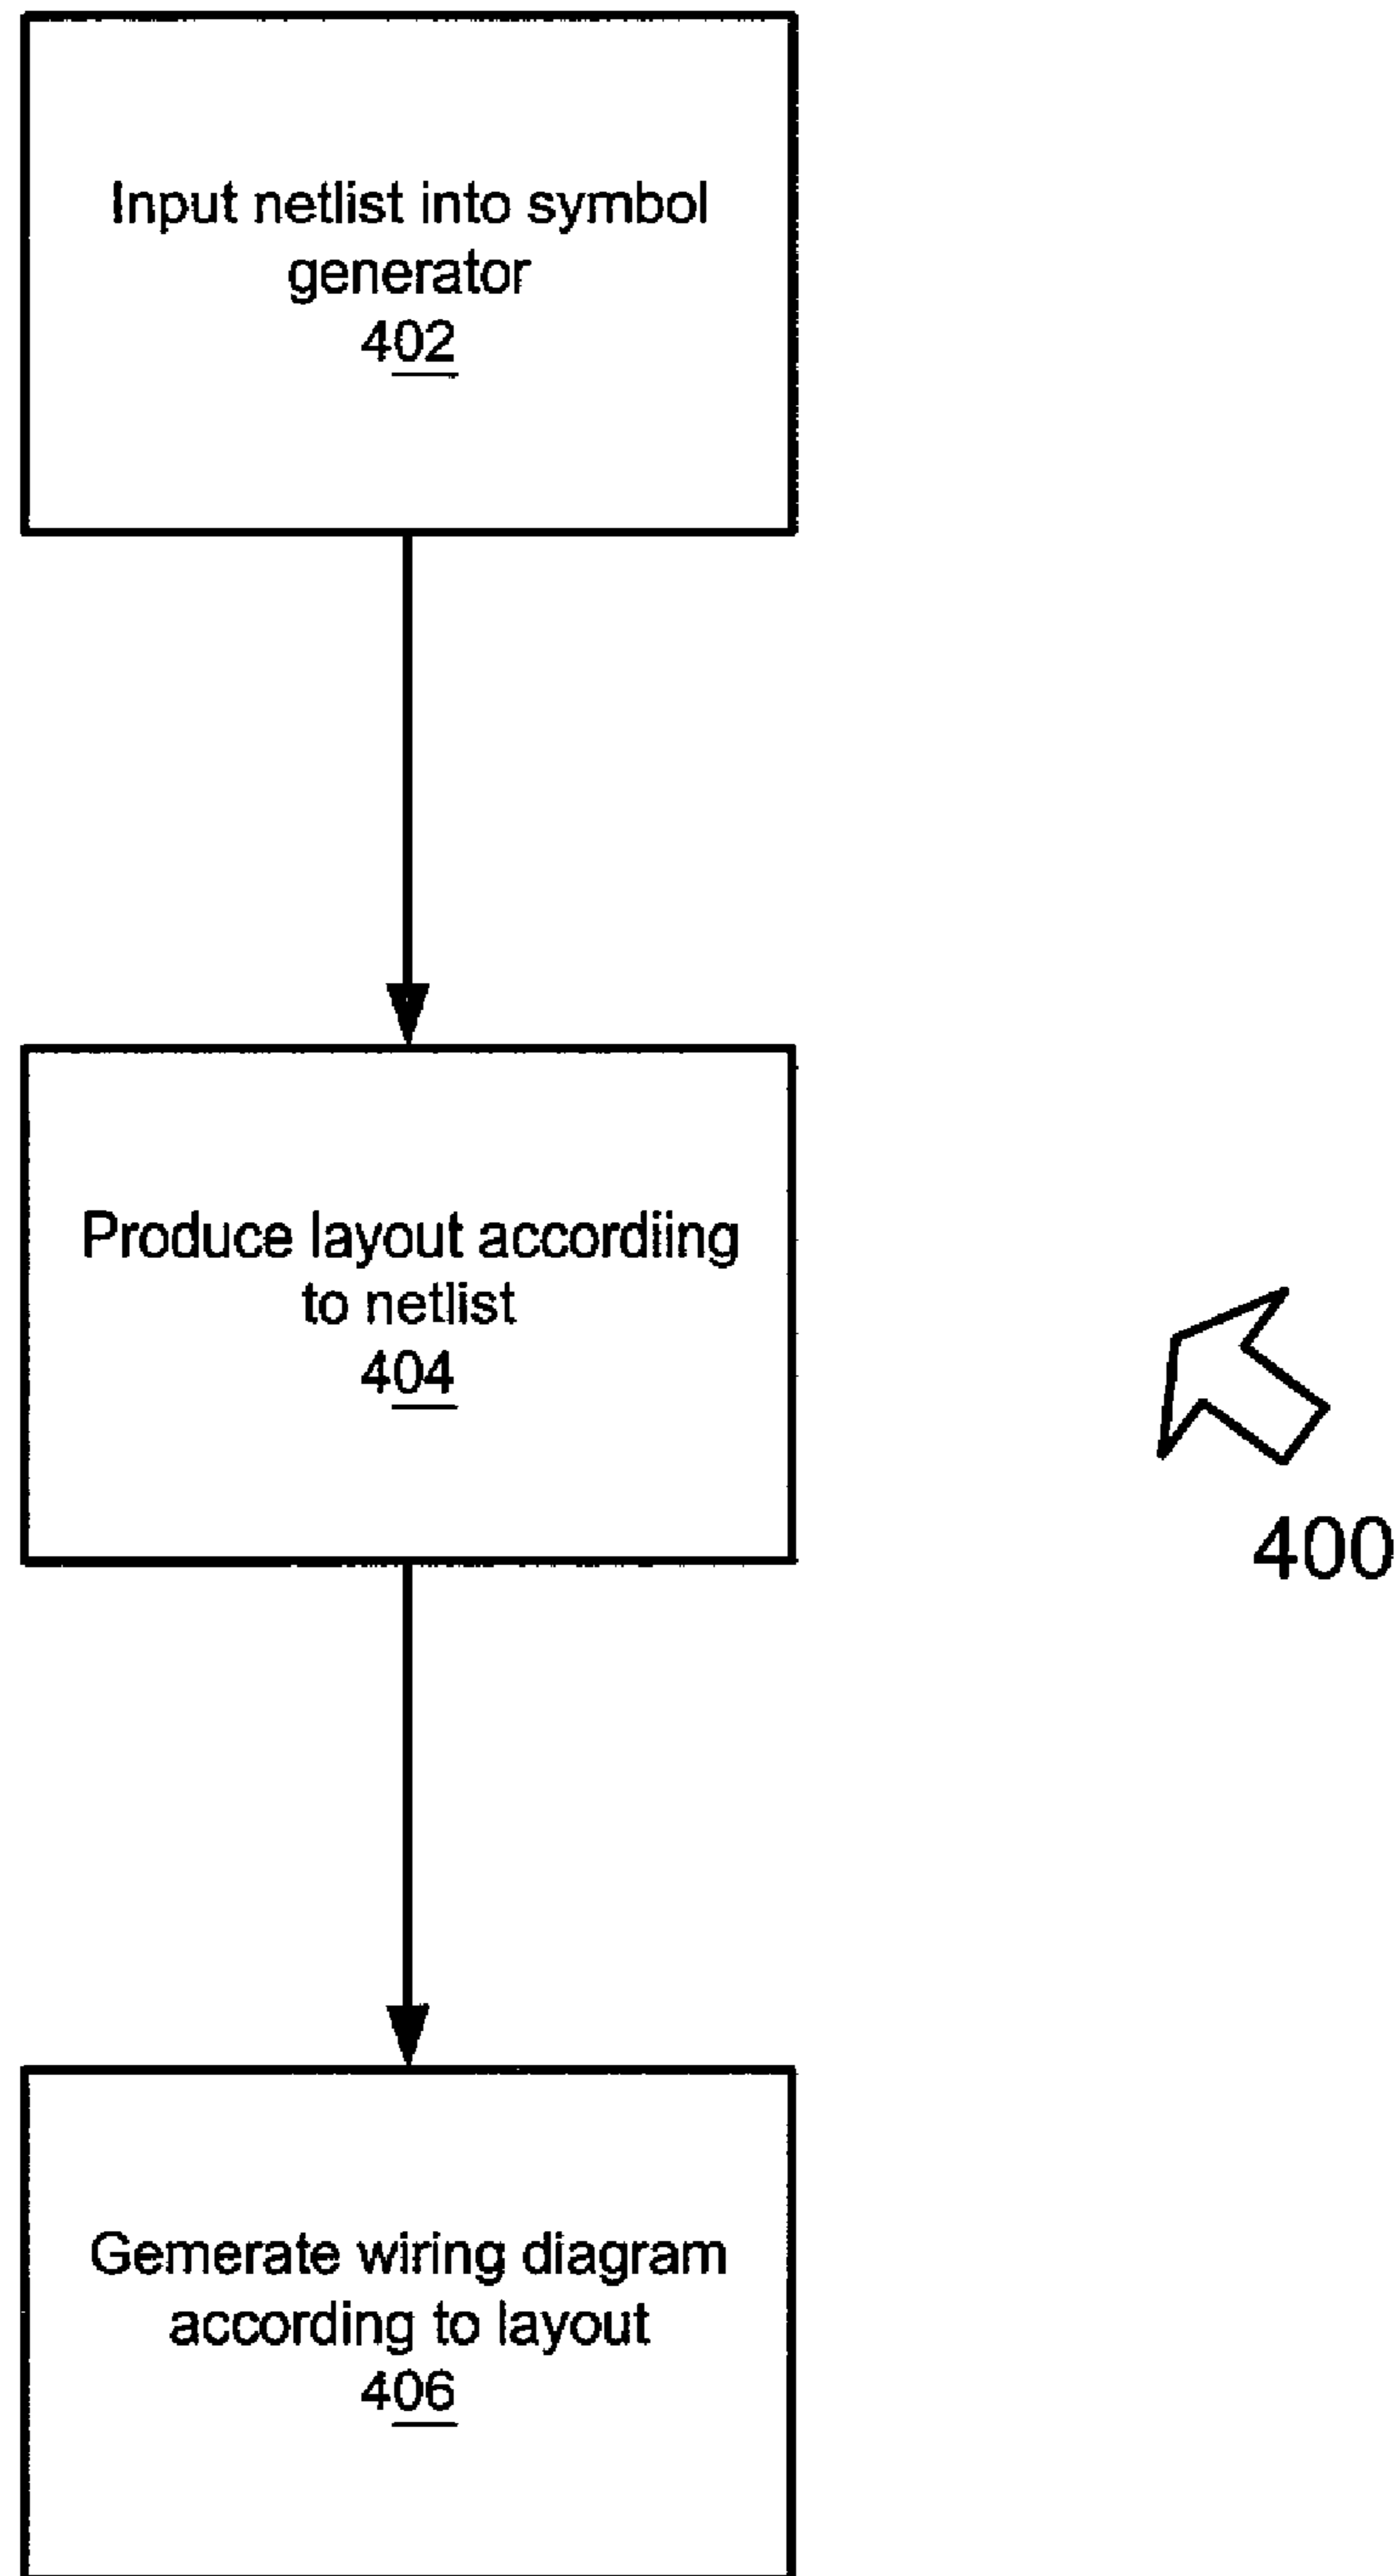 Input netlist into symbol
generator
402
Produce layout accordiing
to netlist
404
400
Gemerate wiring diagram
according to layout
406